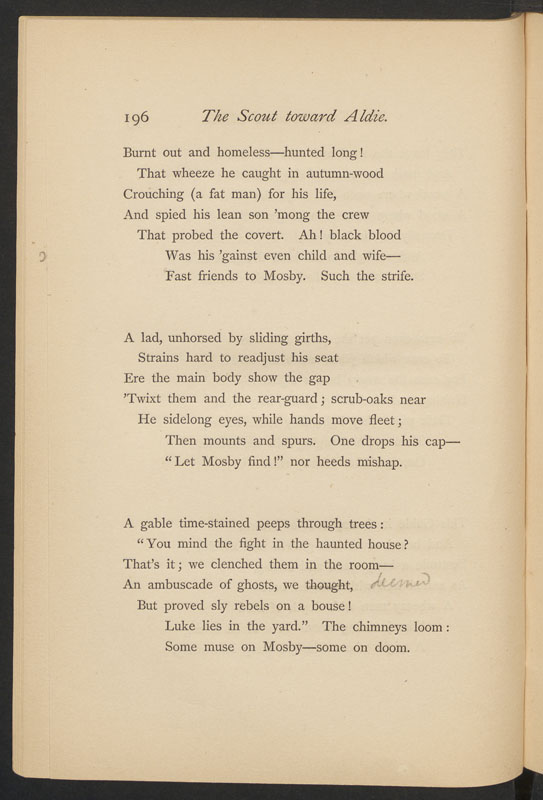 196 The Scout toward Aldie.
Burnt out and homeless—hunted long!
That wheeze he caught in autumn-wood
Crouching (a fat man) for his life,
And spied his lean son 'mong the crew
That probed the covert. Ah! black blood
Was his 'gainst even child and wife—
Fast friends to Mosby. Such the strife.
A lad, unhorsed by sliding girths,
Strains hard to readjust his seat
Ere the main body show the gap
'Twixt them and the rear-guard; scrub-oaks near
He sidelong eyes, while hands move fleet;
Then mounts and spurs. One drops his cap—
"Let Mosby find!" nor heeds mishap.
A gable time-stained peeps through trees:
"You mind the fight in the haunted house?
That's it; we clenched them in the room—
An ambuscade of ghosts, we thought, deemed
But proved sly rebels on a bouse!
Luke lies in the yard." The chimneys loom:
Some muse on Mosby—some on doom.